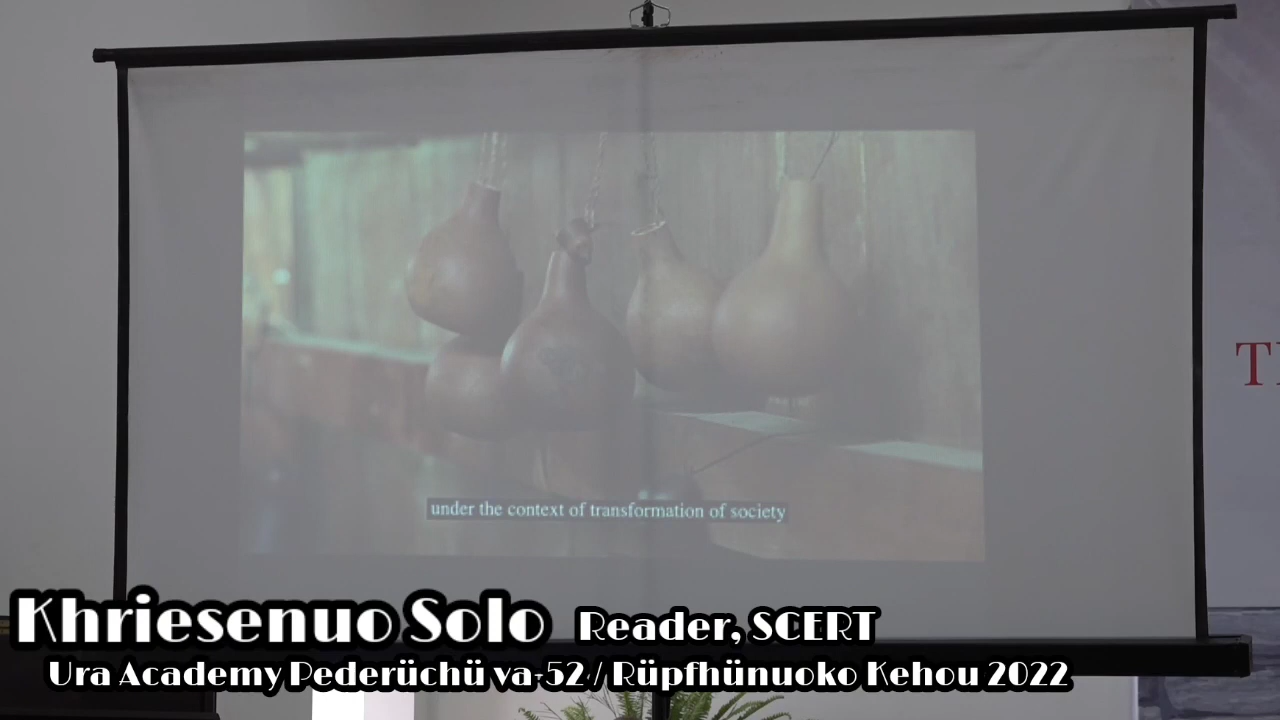 under the context of transformation of society
Khriesenuo Solo Reader, SCERT
Ura Academy Pederüchü va-52 / Rüpfhünuoko Kehou 2022